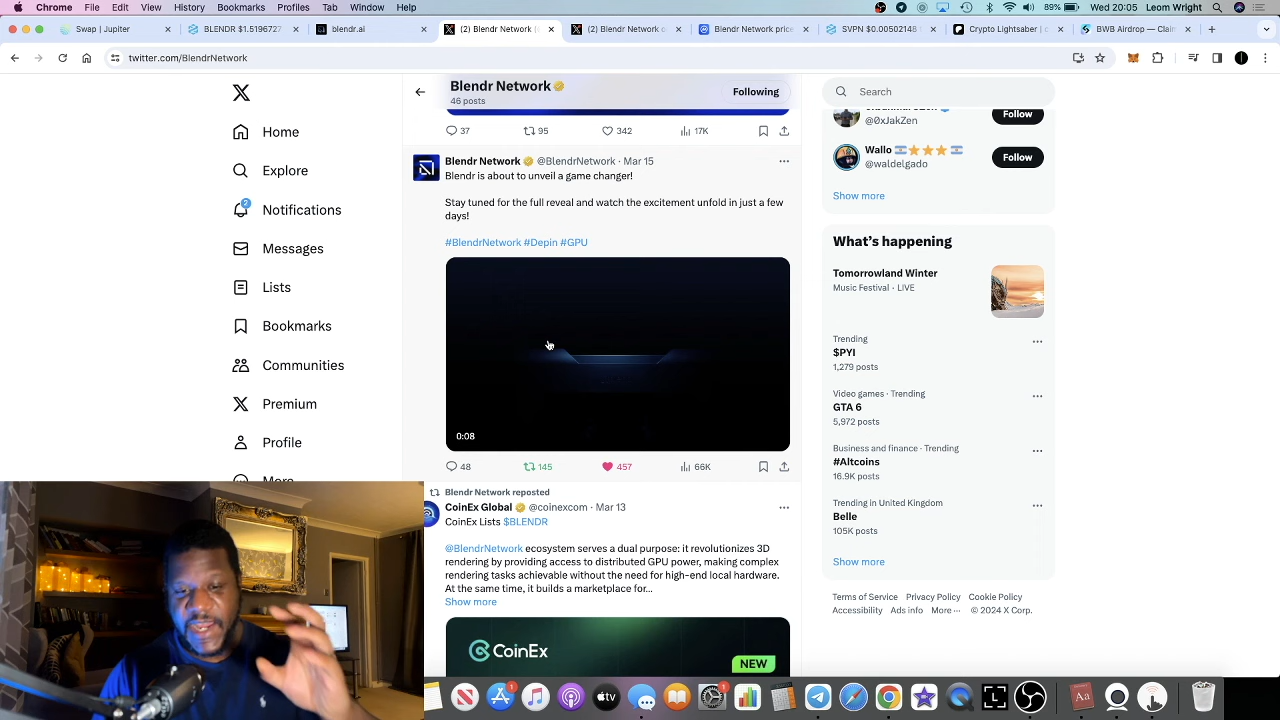 Chrome File Edit View History Bookmarks Profiles Tab Window Help
89% Wed 20:05 Leom Wright
Swap | Jupiter
BLENDR $1.5196727
blendr.ai
(2) Blendr Network (
(2) Blendr Network o
Blendr Network price
SVPN $0.00502148
Crypto Lightsaber | c
BWB Airdrop — Clain
twitter.com/BlendrNetwork
Home
Explore
2
Notifications
Messages
Lists
Bookmarks
Communities
Premium
Profile
More
Blendr Network
46 posts
Following
37 95 342 17K
Blendr Network @BlendrNetwork · Mar 15
Blendr is about to unveil a game changer!
Stay tuned for the full reveal and watch the excitement unfold in just a few
days!
#BlendrNetwork #Depin #GPU
0:08
48 145 457 66K
Blendr Network reposted
CoinEx Global @coinexcom · Mar 13
CoinEx Lists $BLENDR
@BlendrNetwork ecosystem serves a dual purpose: it revolutionizes 3D
rendering by providing access to distributed GPU power, making complex
rendering tasks achievable without the need for high-end local hardware.
At the same time, it builds a marketplace for...
Show more
CoinEx
NEW
Search
@0xJakZen
Follow
Wallo
@waldelgado
Follow
Show more
What's happening
Tomorrowland Winter
Music Festival · LIVE
Trending
$PYI
1,279 posts
Video games · Trending
GTA 6
5,972 posts
Business and finance · Trending
#Altcoins
16.9K posts
Trending in United Kingdom
Belle
105K posts
Show more
Terms of Service Privacy Policy Cookie Policy
Accessibility Ads info More ··· © 2024 X Corp.